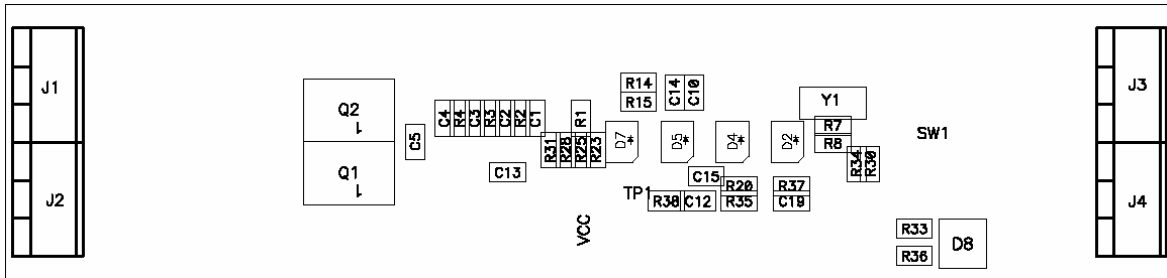 J1
J2
Q2
1
Q1
1
C5
C4
R4
C3
R3
C2
R2
C1
R1
C13
R31
R28
R25
R23
R14
R15
C14
C10
D7
D5
D4
D2
Y1
R7
R8
R34
R30
SW1
C15
TP1
R38
C12
R20
R35
R37
C19
VCC
R33
R36
D8
J3
J4